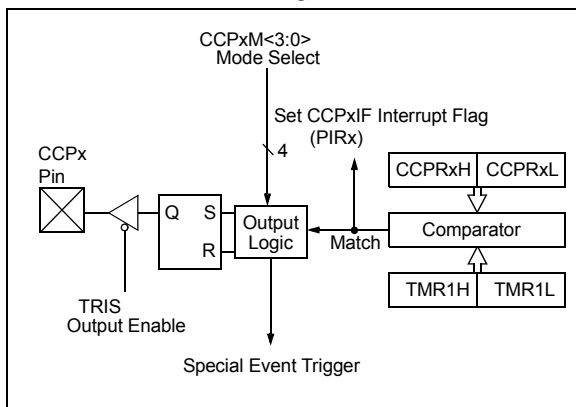 CCPxM<3:0>
Mode Select
Set CCPxIF Interrupt Flag
(PIRx)
4
CCPx
Pin
CCPRxH CCPRxL
Q S
R
Output
Logic
Match
Comparator
TMR1H TMR1L
TRIS
Output Enable
Special Event Trigger